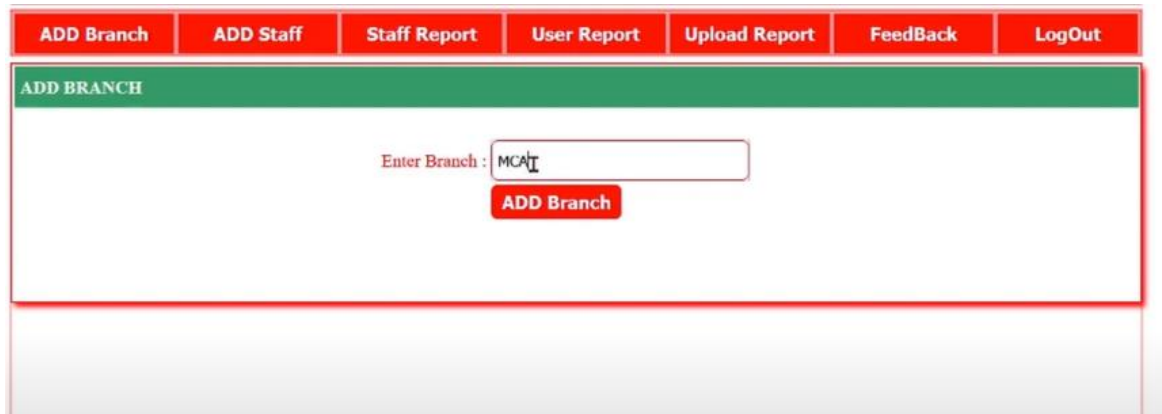 ADD Branch ADD Staff Staff Report User Report Upload Report FeedBack LogOut
ADD BRANCH
Enter Branch : MCA
ADD Branch